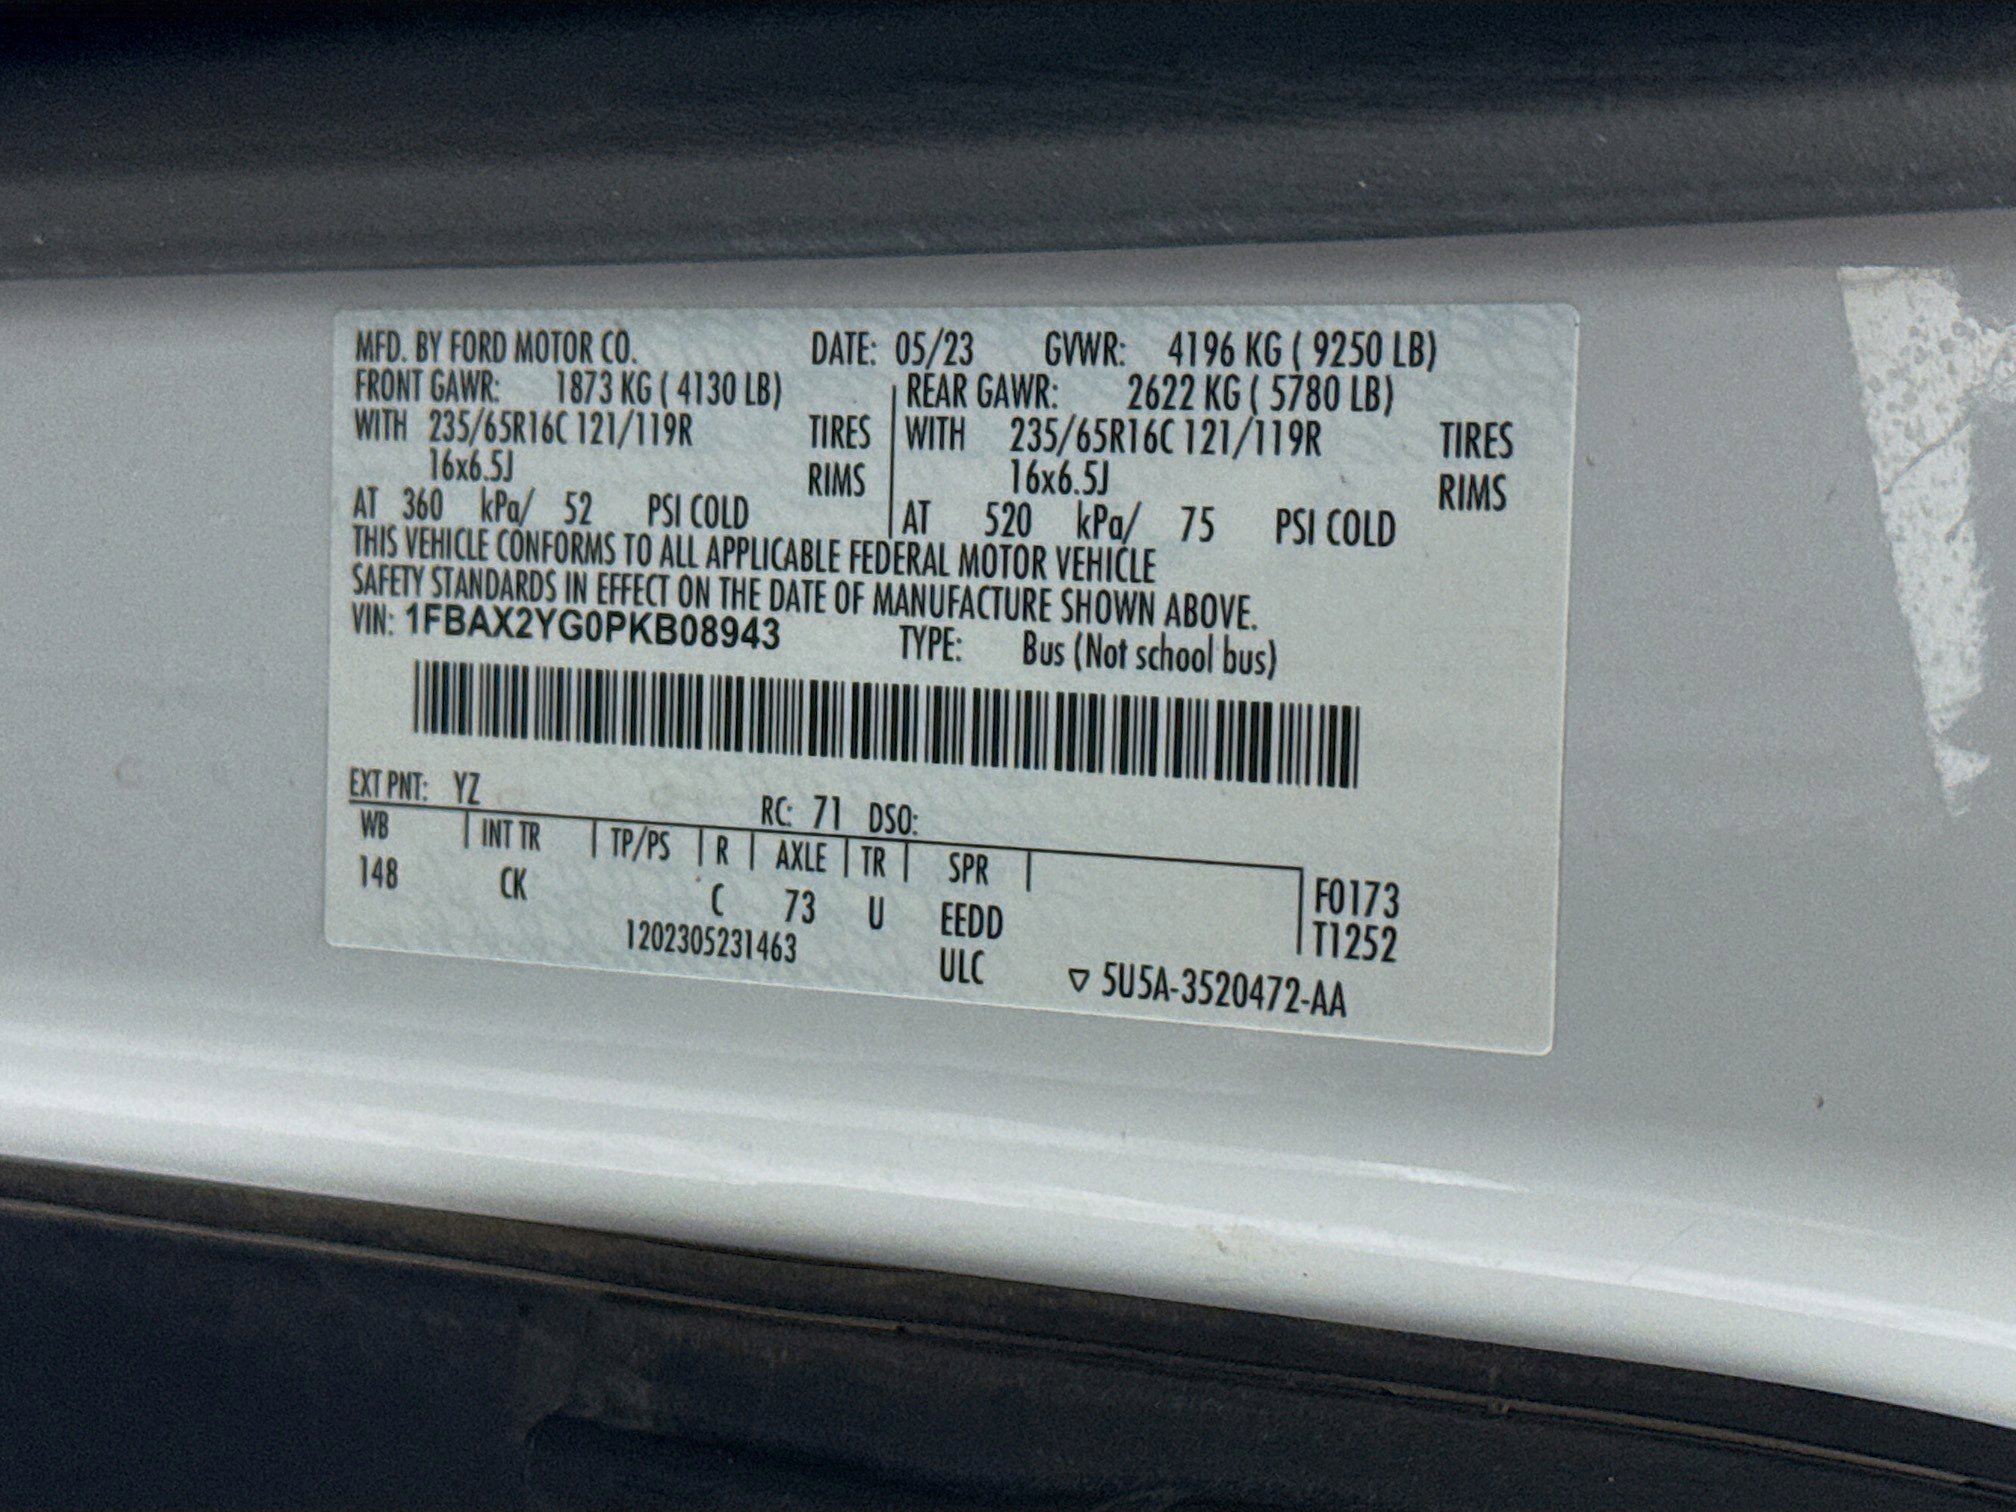 MFD. BY FORD MOTOR CO. DATE: 05/23 GVWR: 4196 KG ( 9250 LB)
FRONT GAWR: 1873 KG ( 4130 LB) REAR GAWR: 2622 KG ( 5780 LB)
WITH 235/65R16C 121/119R TIRES WITH 235/65R16C 121/119R TIRES
16x6.5J RIMS 16x6.5J RIMS
AT 360 kPa/ 52 PSI COLD AT 520 kPa/ 75 PSI COLD
THIS VEHICLE CONFORMS TO ALL APPLICABLE FEDERAL MOTOR VEHICLE
SAFETY STANDARDS IN EFFECT ON THE DATE OF MANUFACTURE SHOWN ABOVE.
VIN: 1FBAX2YG0PKB08943 TYPE: Bus (Not school bus)
EXT PNT: YZ RC: 71 DSO:
WB INT TR TP/PS R AXLE TR SPR
148 CK C 73 U EEDD F0173
1202305231463 ULC T1252
5U5A-3520472-AA